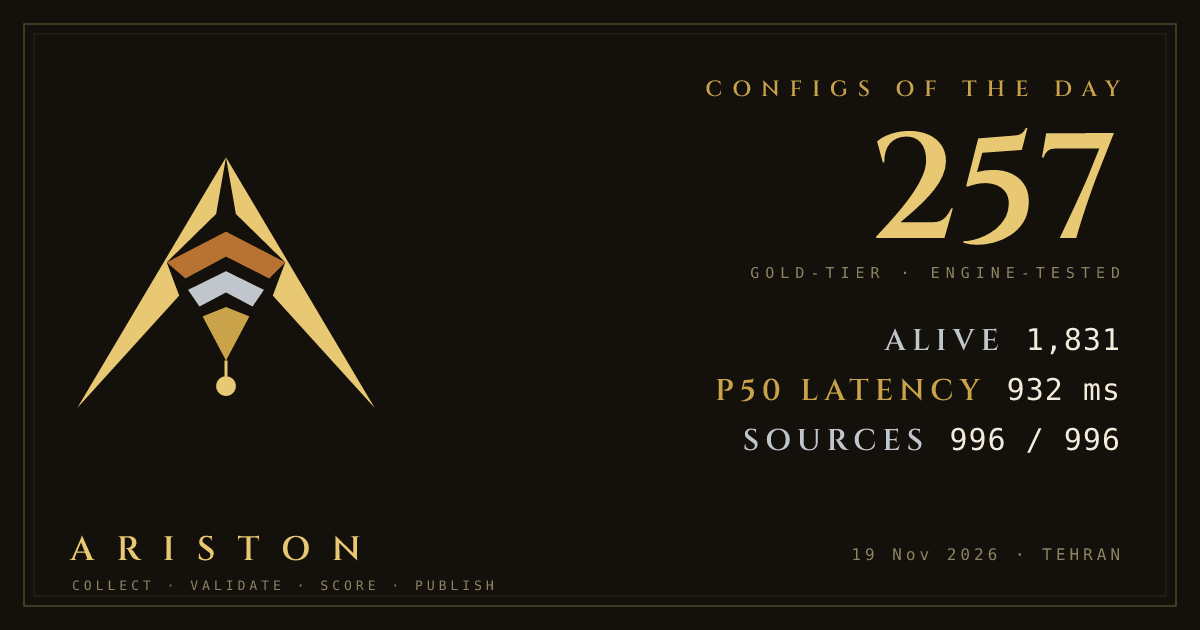 CONFIGS OF THE DAY
257
GOLD-TIER · ENGINE-TESTED
ALIVE 1,831
P50 LATENCY 932 ms
SOURCES 996 / 996
ARISTON
COLLECT · VALIDATE · SCORE · PUBLISH
19 Nov 2026 · TEHRAN